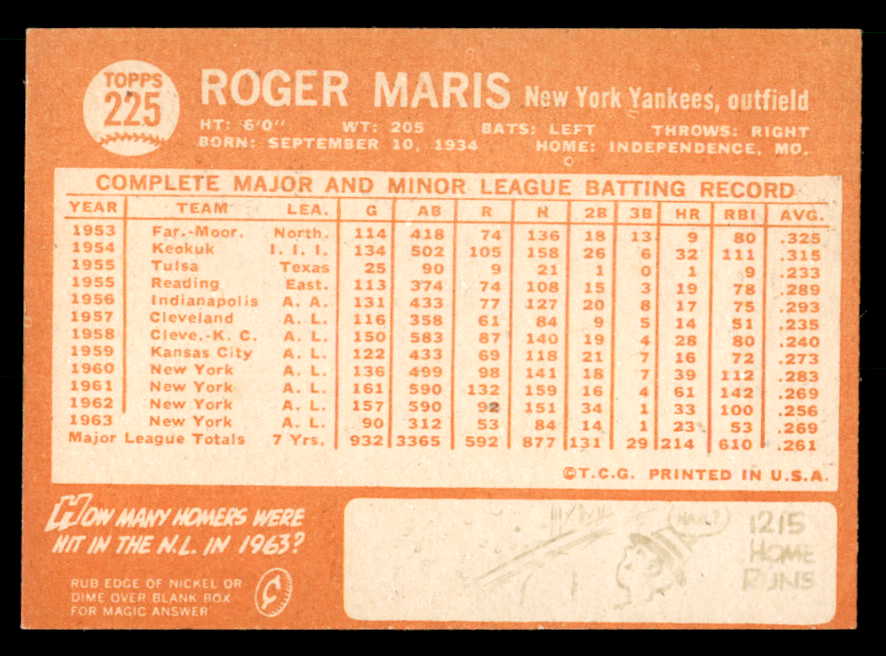 TOPPS
225
ROGER MARIS New York Yankees, outfield
HT: 6'0" WT: 205 BATS: LEFT THROWS: RIGHT
BORN: SEPTEMBER 10, 1934 HOME: INDEPENDENCE, MO.
COMPLETE MAJOR AND MINOR LEAGUE BATTING RECORD
YEAR TEAM LEA. G AB R H 2B 3B HR RBI AVG.
1953 Far.-Moor. North. 114 418 74 136 18 13 9 80 .325
1954 Keokuk I. I. I. 134 502 105 158 26 6 32 111 .315
1955 Tulsa Texas 25 90 9 21 1 0 1 9 .233
1955 Reading East. 113 374 74 108 15 3 19 78 .289
1956 Indianapolis A. A. 131 433 77 127 20 8 17 75 .293
1957 Cleveland A. L. 116 358 61 84 9 5 14 51 .235
1958 Cleve.-K. C. A. L. 150 583 87 140 19 4 28 80 .240
1959 Kansas City A. L. 122 433 69 118 21 7 16 72 .273
1960 New York A. L. 136 499 98 141 18 7 39 112 .283
1961 New York A. L. 161 590 132 159 16 4 61 142 .269
1962 New York A. L. 157 590 92 151 34 1 33 100 .256
1963 New York A. L. 90 312 53 84 14 1 23 53 .269
Major League Totals 7 Yrs. 932 3365 592 877 131 29 214 610 .261
©T.C.G. PRINTED IN U.S.A.
HOW MANY HOMERS WERE
HIT IN THE N.L. IN 1963?
RUB EDGE OF NICKEL OR
DIME OVER BLANK BOX
FOR MAGIC ANSWER
1215
HOME
RUNS